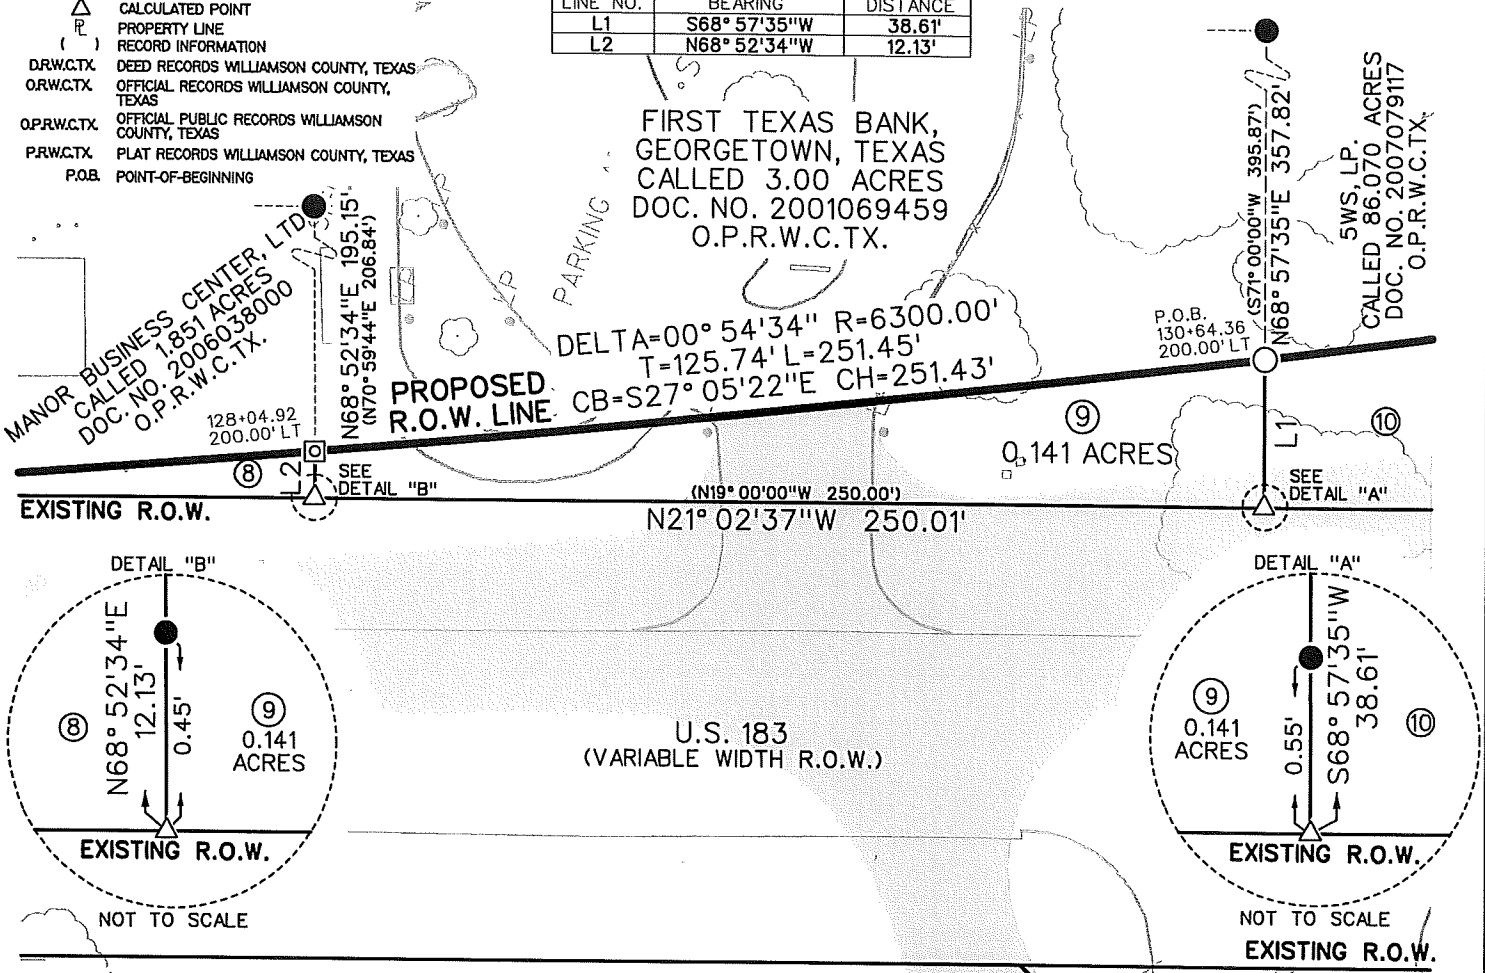 CALCULATED POINT
PROPERTY LINE
( ) RECORD INFORMATION
D.R.W.C.TX. DEED RECORDS WILLIAMSON COUNTY, TEXAS
O.R.W.C.TX. OFFICIAL RECORDS WILLIAMSON COUNTY,
TEXAS
O.P.R.W.C.TX. OFFICIAL PUBLIC RECORDS WILLIAMSON
COUNTY, TEXAS
P.R.W.C.TX. PLAT RECORDS WILLIAMSON COUNTY, TEXAS
P.O.B. POINT-OF-BEGINNING
LINE NO. BEARING DISTANCE
L1 S68°57'35"W 38.61'
L2 N68°52'34"W 12.13'
FIRST TEXAS BANK,
GEORGETOWN, TEXAS
CALLED 3.00 ACRES
DOC. NO. 2001069459
O.P.R.W.C.TX.
PARKING
LP
MANOR BUSINESS CENTER, LTD
CALLED 1.851 ACRES
DOC. NO. 2006038000
O.P.R.W.C.TX.
N68°52'34"E 195.15'
(N70°59'44"E 206.84')
(S71°00'00"W 395.87')
N68°57'35"E 357.82'
5WS, LP.
CALLED 86.070 ACRES
DOC. NO. 2007079117
O.P.R.W.C.TX.
DELTA=00°54'34" R=6300.00'
T=125.74' L=251.45'
CB=S27°05'22"E CH=251.43'
P.O.B.
130+64.36
200.00' LT
PROPOSED
R.O.W. LINE
128+04.92
200.00' LT
8
L2
SEE
DETAIL "B"
9
0.141 ACRES
L1
10
SEE
DETAIL "A"
EXISTING R.O.W.
(N19°00'00"W 250.00')
N21°02'37"W 250.01'
DETAIL "B"
N68°52'34"E
12.13'
0.45'
8
9
0.141
ACRES
EXISTING R.O.W.
NOT TO SCALE
U.S. 183
(VARIABLE WIDTH R.O.W.)
DETAIL "A"
9
0.141
ACRES
0.55'
S68°57'35"W
38.61'
10
EXISTING R.O.W.
NOT TO SCALE
EXISTING R.O.W.